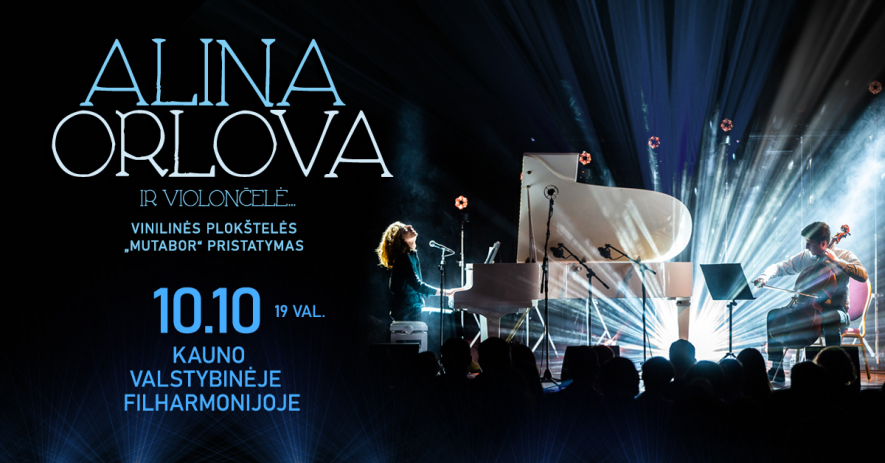 ALINA
ORLOVA
IR VIOLONČELĖ...
VINILINĖS PLOKŠTELĖS
„MUTABOR“ PRISTATYMAS
10.10 19 VAL.
KAUNO
VALSTYBINĖJE
FILHARMONIJOJE